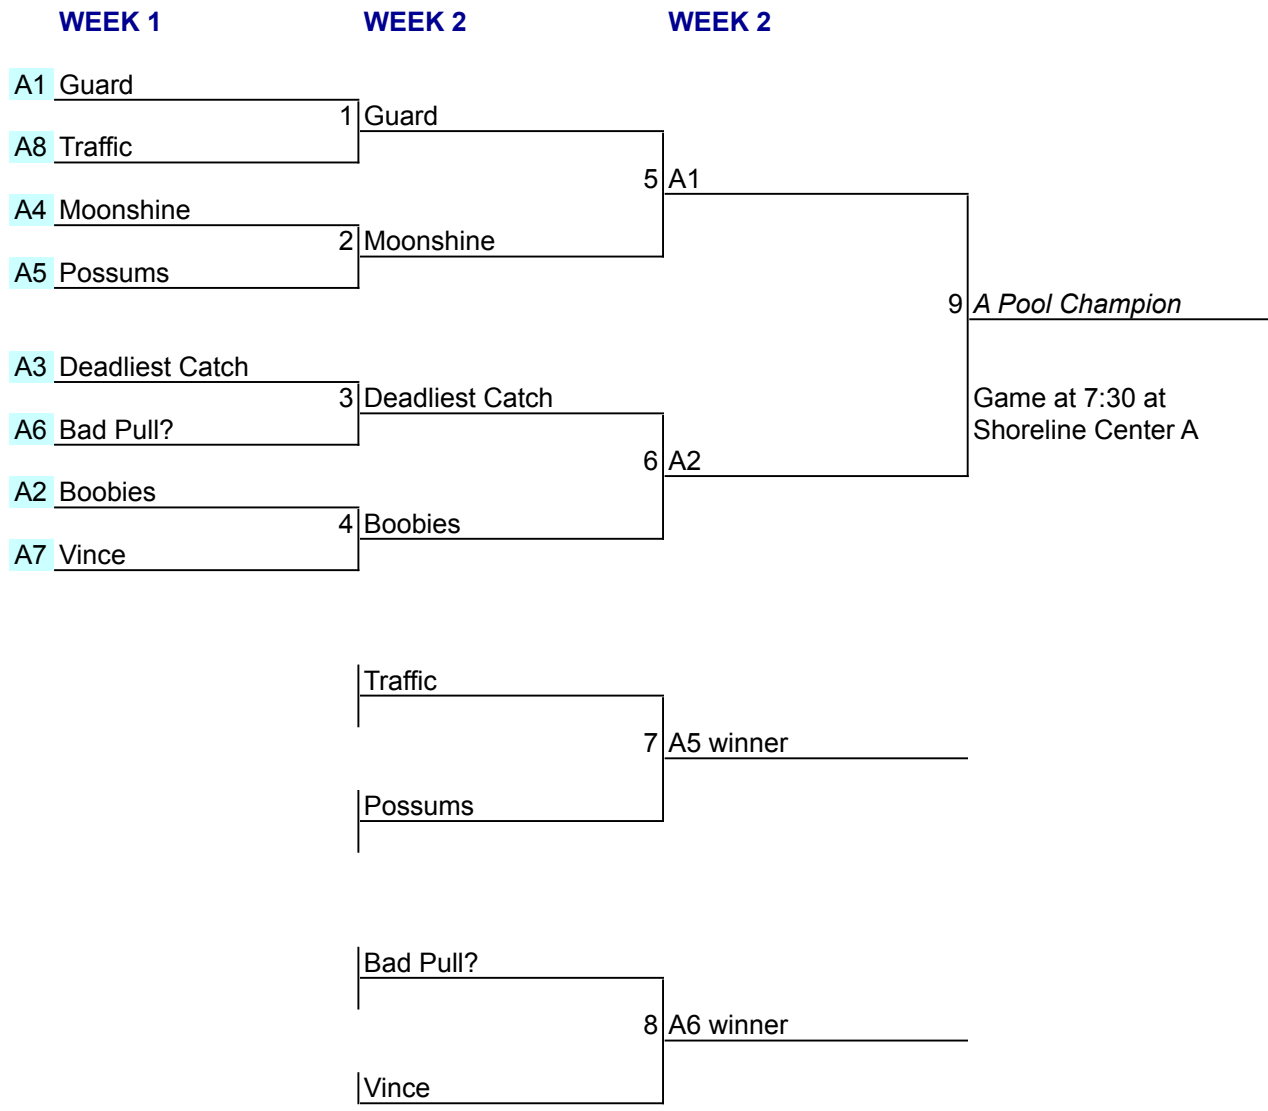 WEEK 1 WEEK 2 WEEK 2
A1 Guard
1 Guard
A8 Traffic
5 A1
A4 Moonshine
2 Moonshine
A5 Possums
9 A Pool Champion
A3 Deadliest Catch
3 Deadliest Catch
Game at 7:30 at
Shoreline Center A
A6 Bad Pull?
6 A2
A2 Boobies
4 Boobies
A7 Vince
Traffic
7 A5 winner
Possums
Bad Pull?
8 A6 winner
Vince